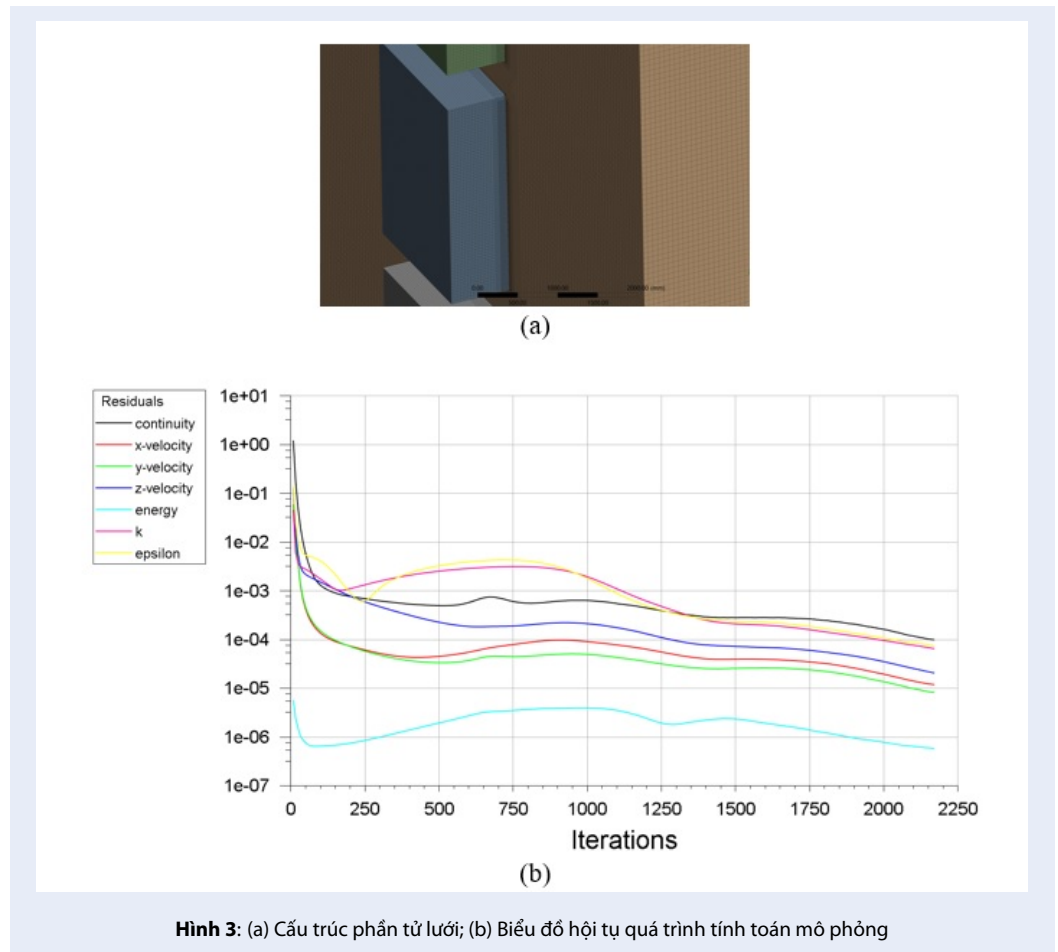 (a)
Residuals
continuity
x-velocity
y-velocity
z-velocity
energy
k
epsilon
1e+01
1e+00
1e-01
1e-02
1e-03
1e-04
1e-05
1e-06
1e-07
0 250 500 750 1000 1250 1500 1750 2000 2250
Iterations
(b)
Hình 3: (a) Cấu trúc phần tử lưới; (b) Biểu đồ hội tụ quá trình tính toán mô phỏng